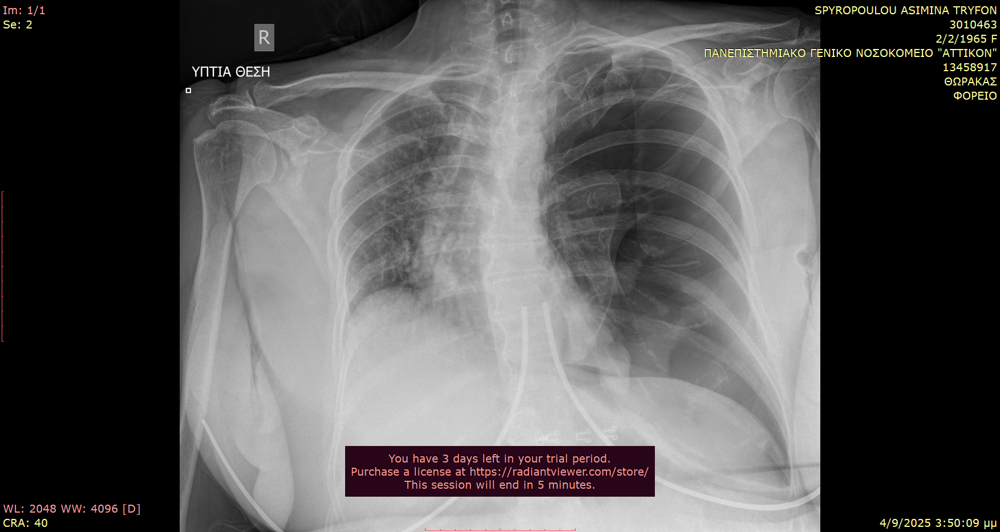 Im: 1/1
Se: 2
R
ΥΠΤΙΑ ΘΕΣΗ
SPYROPOULOU ASIMINA TRYFON
3010463
2/2/1965 F
ΠΑΝΕΠΙΣΤΗΜΙΑΚΟ ΓΕΝΙΚΟ ΝΟΣΟΚΟΜΕΙΟ "ΑΤΤΙΚΟΝ"
13458917
ΘΩΡΑΚΑΣ
ΦΟΡΕΙΟ
You have 3 days left in your trial period.
Purchase a license at https://radiantviewer.com/store/
This session will end in 5 minutes.
WL: 2048 WW: 4096 [D]
CRA: 40
4/9/2025 3:50:09 μμ